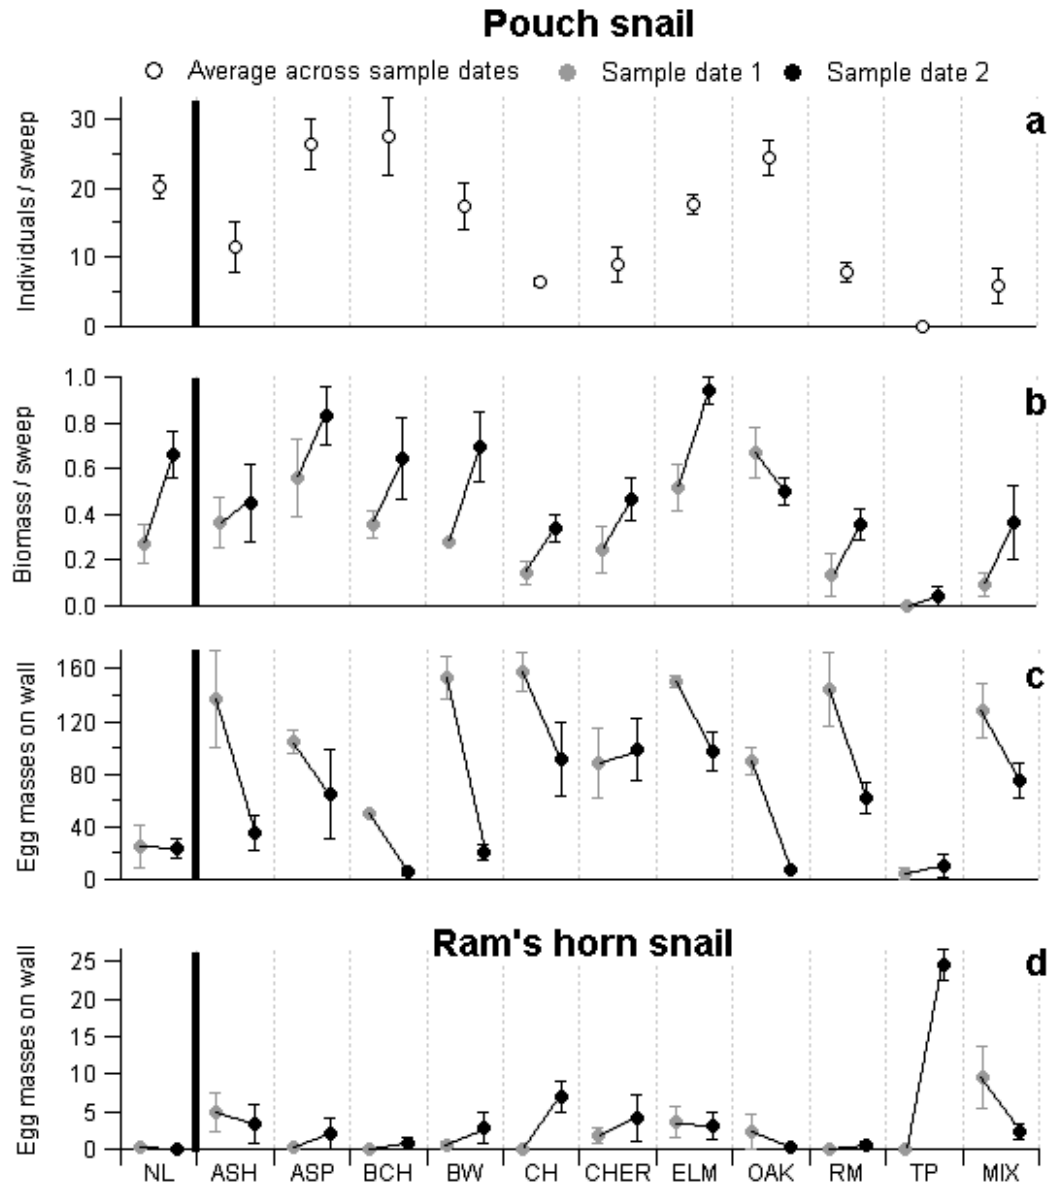 Pouch snail
Average across sample dates Sample date 1 Sample date 2
a
Individuals / sweep
30
20
10
0
b
Biomass / sweep
1.0
0.8
0.6
0.4
0.2
0.0
c
Egg masses on wall
160
120
80
40
0
Ram's horn snail
d
Egg masses on wall
25
20
15
10
5
0
NL ASH ASP BCH BW CH CHER ELM OAK RM TP MIX